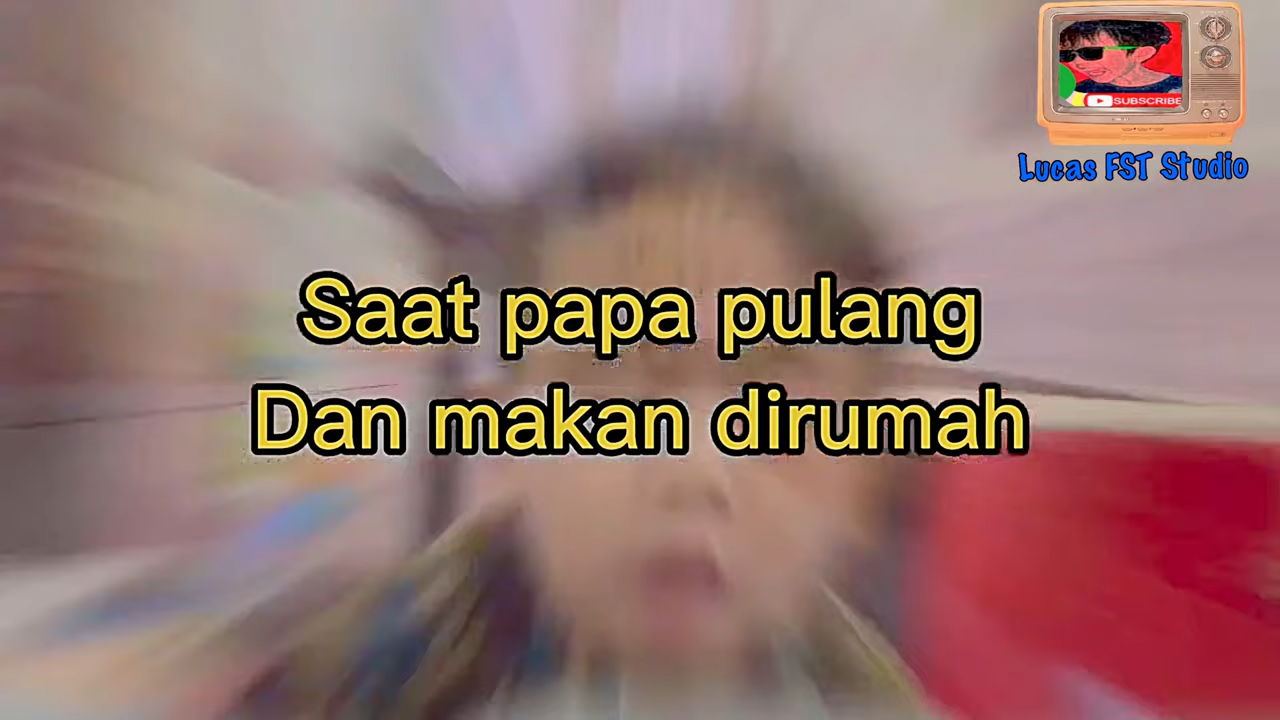 SUBSCRIBE
Lucas FST Studio
Saat papa pulang
Dan makan dirumah